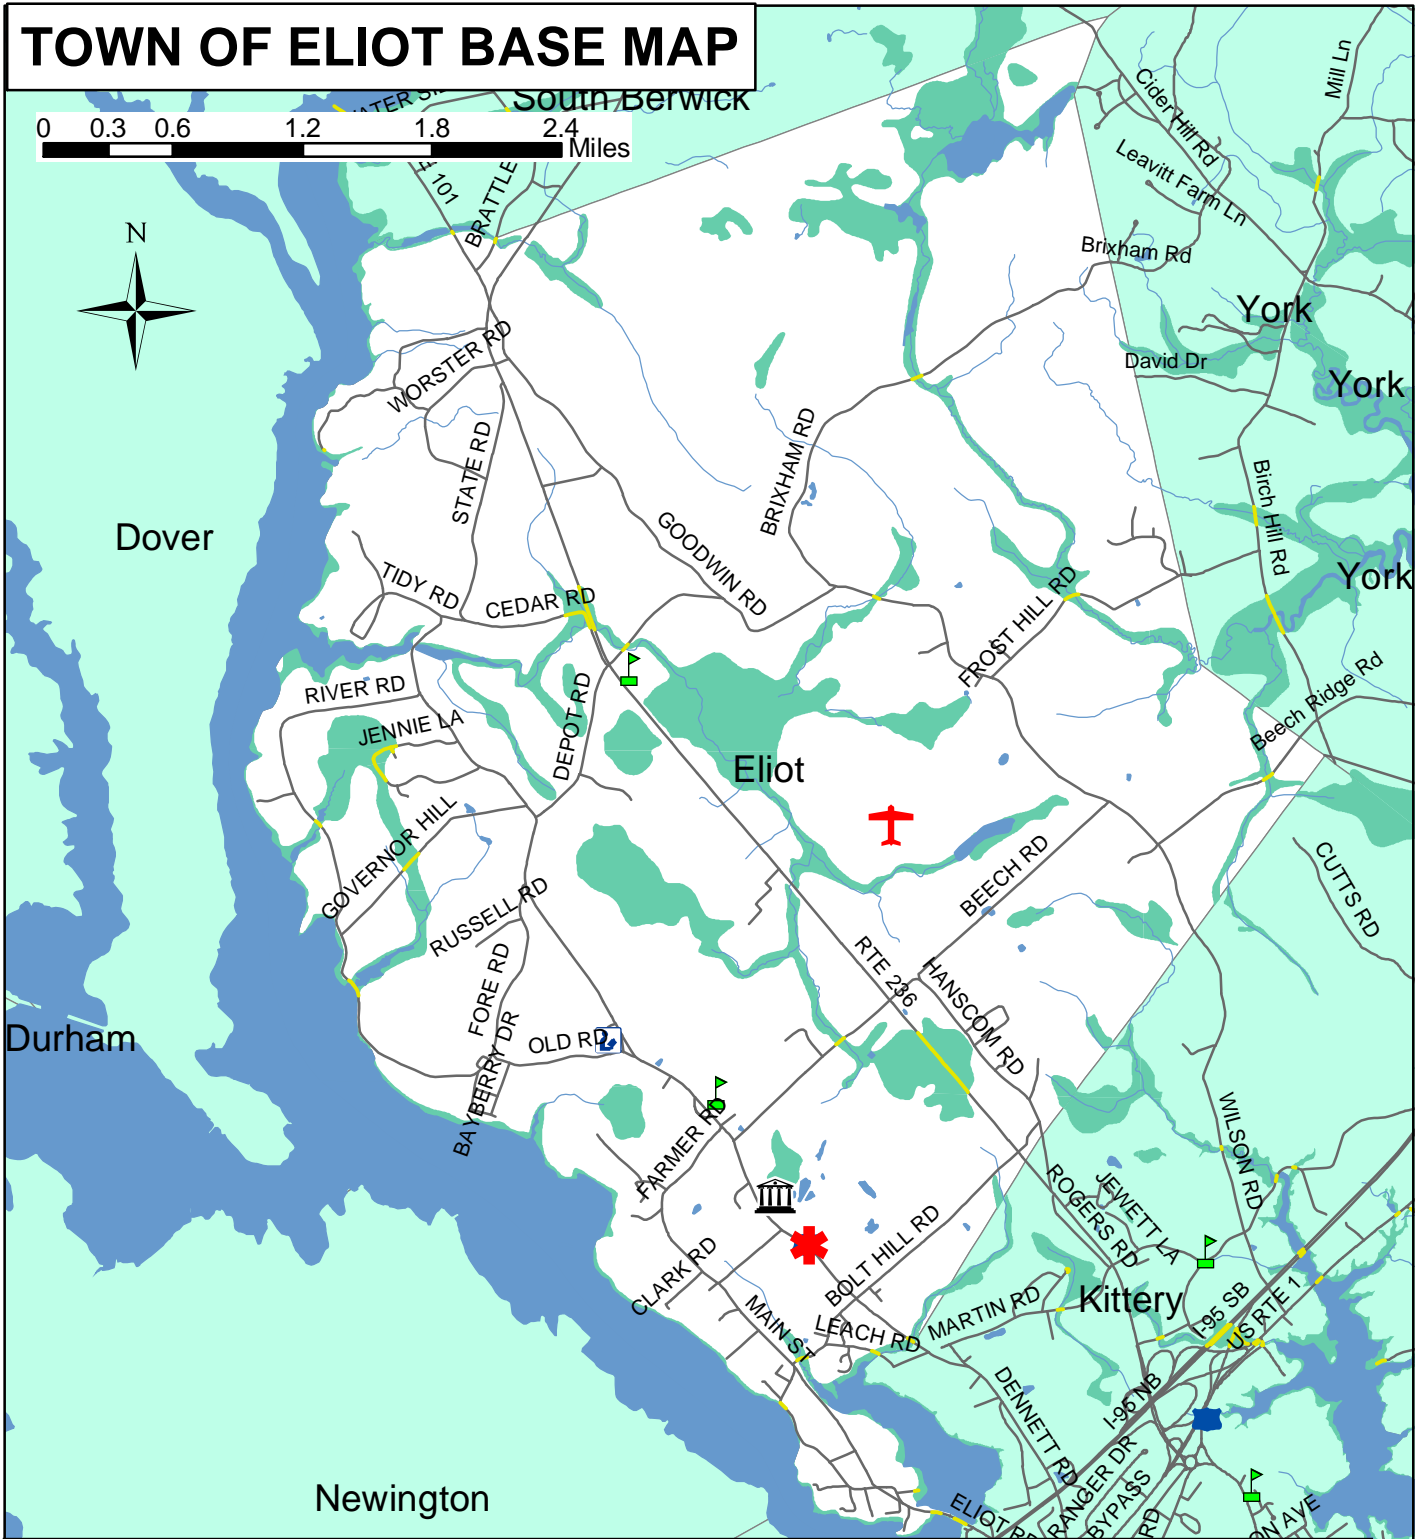 TOWN OF ELIOT BASE MAP
South Berwick
0 0.3 0.6 1.2 1.8 2.4
Miles
101
BRATTLE
N
Cider Hill Rd
Mill Ln
Leavitt Farm Ln
Brixham Rd
York
David Dr
York
WORSTER RD
STATE RD
BRIXHAM RD
Birch Hill Rd
Dover
GOODWIN RD
York
TIDY RD
CEDAR RD
FROST HILL RD
RIVER RD
DEPOT RD
Beech Ridge Rd
JENNIE LA
Eliot
GOVERNOR HILL
BEECH RD
CUTTS RD
RUSSELL RD
RTE 236
HANSCOM RD
FORE RD
Durham
OLD RD
BAYBERRY DR
FARMER RD
WILSON RD
ROGERS RD
JEWETT LA
CLARK RD
BOLT HILL RD
MAIN ST
LEACH RD
MARTIN RD
Kittery
I-95 SB
US RTE 1
DENNETT RD
I-95 NB
RANGER DR
BYPASS
RD
Newington
ELIOT
ON AVE